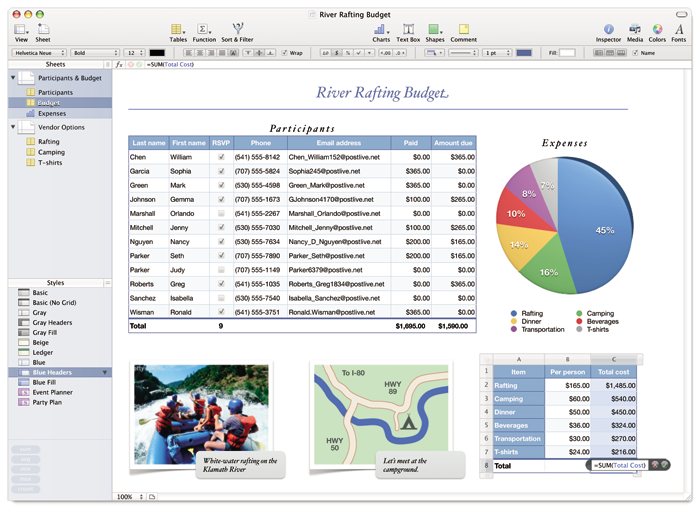 River Rafting Budget
View Sheet Tables Function Sort & Filter Charts Text Box Shapes Comment Inspector Media Colors Fonts
Helvetica Neue Bold 12 Wrap 1 pt Fill: Name
Sheets
fx =SUM(Total Cost)
Participants & Budget
Participants
Budget
Expenses
Vendor Options
Rafting
Camping
T-shirts
Styles
Basic
Basic (No Grid)
Gray
Gray Headers
Gray Fill
Beige
Ledger
Blue
Blue Headers
Blue Fill
Event Planner
Party Plan
River Rafting Budget
Participants
Last name First name RSVP Phone Email address Paid Amount due
Chen William (541) 555-8142 Chen_William152@postlive.net $0.00 $365.00
Garcia Sophia (707) 555-5824 Sophia245@postlive.net $365.00 $0.00
Green Mark (530) 555-4598 Green_Mark@postlive.net $365.00 $0.00
Johnson Gemma (707) 555-1673 GJohnson4170@postlive.net $100.00 $265.00
Marshall Orlando (541) 555-2267 Marshall_Orlando@postlive.net $0.00 $0.00
Mitchell Jenny (530) 555-7030 Mitchell_Jenny@postlive.net $100.00 $265.00
Nguyen Nancy (530) 555-7634 Nancy_D_Nguyen@postlive.net $200.00 $165.00
Parker Seth (707) 555-7890 Parker_Seth@postlive.net $200.00 $165.00
Parker Judy (707) 555-1149 Parker6379@postlive.net $0.00 $0.00
Roberts Greg (541) 555-1035 Roberts_Greg1834@postlive.net $0.00 $365.00
Sanchez Isabella (530) 555-7540 Isabella_Sanchez@postlive.net $0.00 $0.00
Wisman Ronald (541) 555-3751 Ronald.Wisman@postlive.net $365.00 $0.00
Total 9 $1,695.00 $1,590.00
Expenses
45%
16%
14%
10%
8%
7%
Rafting Camping
Dinner Beverages
Transportation T-shirts
White-water rafting on the
Klamath River
To I-80
HWY
89
HWY
50
Let's meet at the
campground.
A B C
1 Item Per person Total cost
2 Rafting $165.00 $1,485.00
3 Camping $60.00 $540.00
4 Dinner $50.00 $450.00
5 Beverages $36.00 $324.00
6 Transportation $30.00 $270.00
7 T-shirts $24.00 $216.00
8 Total =SUM(Total Cost)
100%